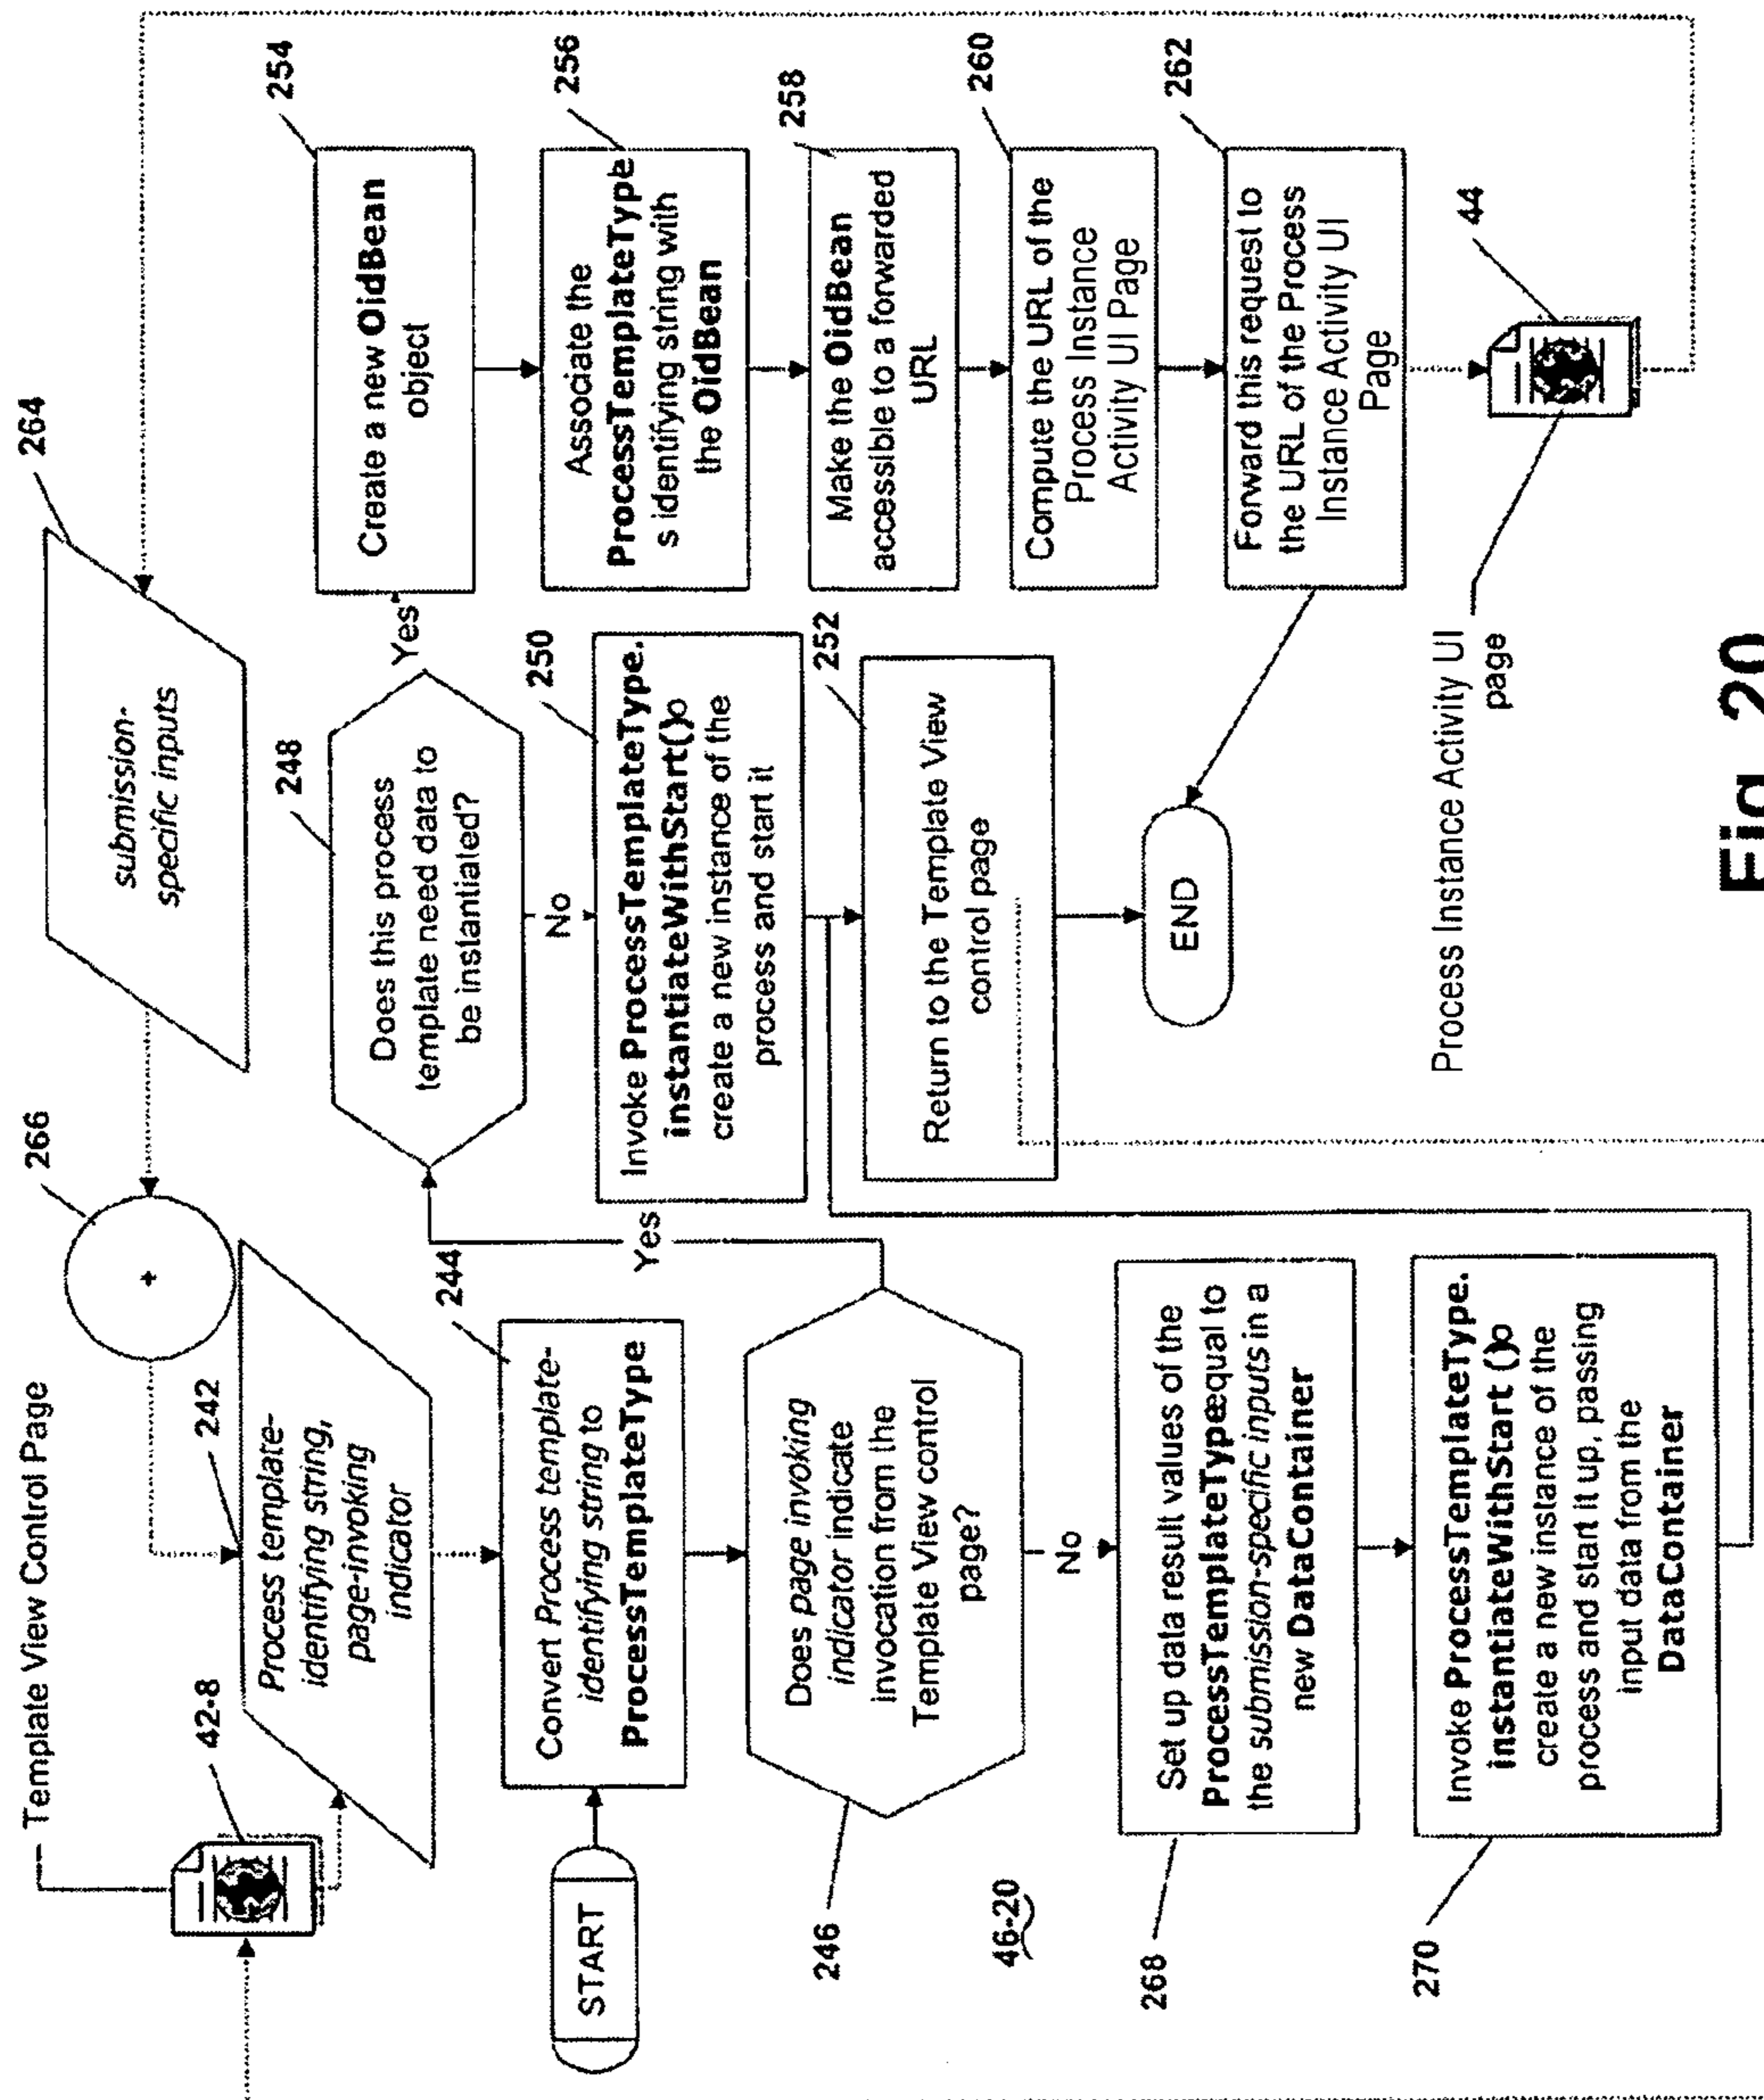 Template View Control Page
42-8
242
Process template-
identifying string,
page-invoking
indicator
266
+
264
submission-
specific inputs
START
244
Convert Process template-
identifying string to
ProcessTemplateType
246
Does page invoking
indicator indicate
invocation from the
Template View control
page?
Yes
No
46-20
268
Set up data result values of the
ProcessTemplateType equal to
the submission-specific inputs in a
new DataContainer
270
Invoke ProcessTemplateType.
instantiateWithStart ()o
create a new instance of the
process and start it up, passing
input data from the
DataContainer
248
Does this process
template need data to
be instantialed?
Yes
No
250
Invoke ProcessTemplateType.
instantiateWithStart()o
create a new instance of the
process and start it
252
Return to the Template View
control page
END
254
Create a new OidBean
object
256
Associate the
ProcessTemplateType
s identifying string with
the OidBean
258
Make the OidBean
accessible to a forwarded
URL
260
Compute the URL of the
Process Instance
Activity UI Page
262
Forward this request to
the URL of the Process
Instance Activity UI
Page
44
Process Instance Activity UI
page
Fig. 20